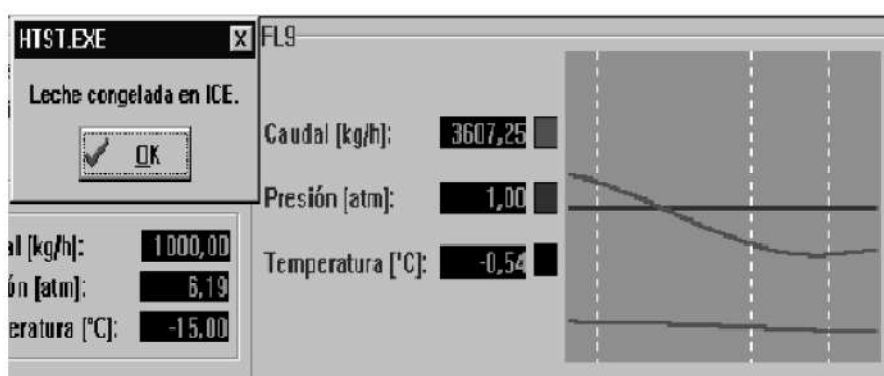 HTST.EXE
X
Leche congelada en ICE.
OK
FL9
Caudal [kg/h]: 3607,25
Presión [atm]: 1,00
Temperatura [°C]: -0,54
al [kg/h]: 1000,00
ón [atm]: 6,19
eratura [°C]: -15,00